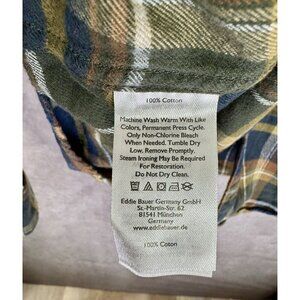 100% Cotton
Machine Wash Warm With Like
Colors, Permanent Press Cycle.
Only Non-Chlorine Bleach
When Needed. Tumble Dry
Low. Remove Promptly.
Steam Ironing May Be Required
For Restoration.
Do Not Dry Clean.
Eddie Bauer Germany GmbH
St.-Martin-Str. 62
81541 München
Germany
www.eddiebauer.de
100% Cotton